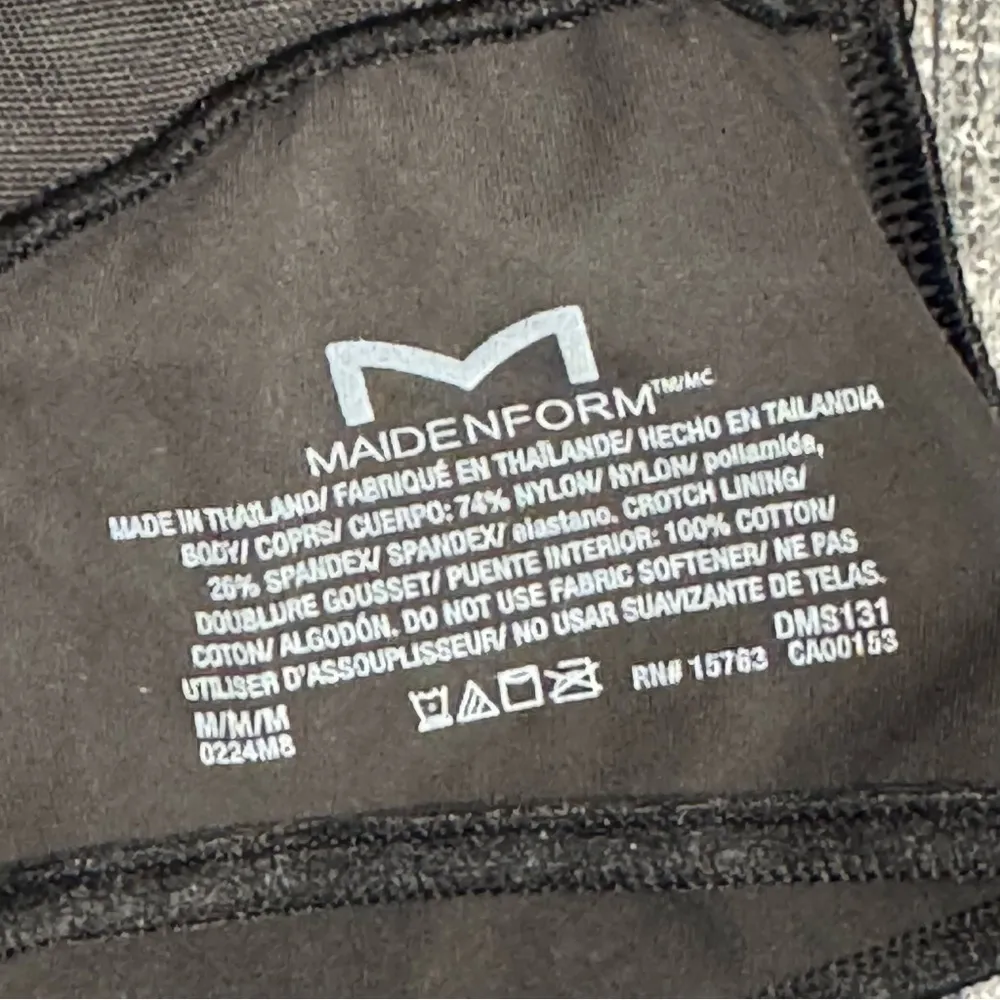 MAIDENFORM™/MC
MADE IN THAILAND/ FABRIQUÉ EN THAÏLANDE/ HECHO EN TAILANDIA
BODY/ COPRS/ CUERPO: 74% NYLON/ NYLON/ poliamida,
26% SPANDEX/ SPANDEX/ elastano. CROTCH LINING/
DOUBLURE GOUSSET/ PUENTE INTERIOR: 100% COTTON/
COTON/ ALGODÓN. DO NOT USE FABRIC SOFTENER/ NE PAS
UTILISER D'ASSOUPLISSEUR/ NO USAR SUAVIZANTE DE TELAS.
DMS131
RN# 15763 CA00153
M/M/M
0224M8